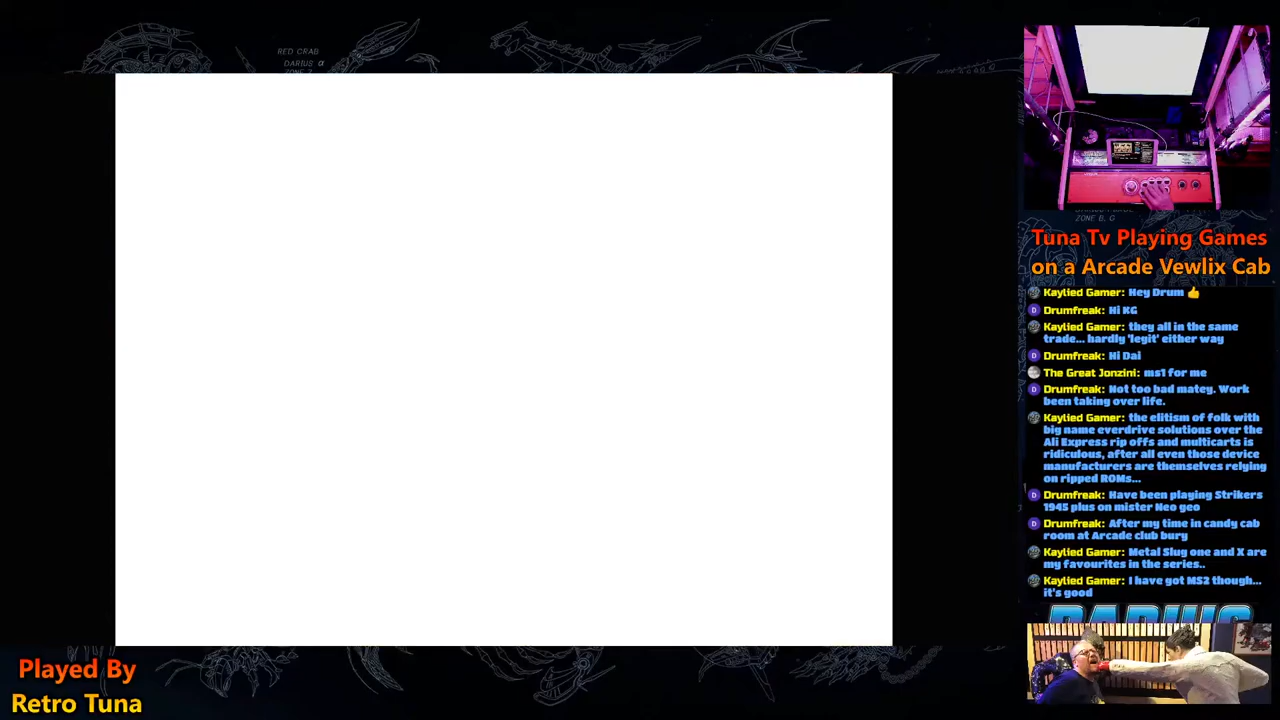 RED CRAB
DARIUS α
ZONE Z
ZONE B, G
Tuna Tv Playing Games
on a Arcade Vewlix Cab
Kaylied Gamer: Hey Drum 👍
D Drumfreak: Hi KG
Kaylied Gamer: they all in the same
trade... hardly 'legit' either way
D Drumfreak: Hi Dai
The Great Jonzini: ms1 for me
D Drumfreak: Not too bad matey. Work
been taking over life.
Kaylied Gamer: the elitism of folk with
big name everdrive solutions over the
Ali Express rip offs and multicarts is
ridiculous, after all even those device
manufacturers are themselves relying
on ripped ROMs...
D Drumfreak: Have been playing Strikers
1945 plus on mister Neo geo
D Drumfreak: After my time in candy cab
room at Arcade club bury
Kaylied Gamer: Metal Slug one and X are
my favourites in the series..
Kaylied Gamer: I have got MS2 though...
it's good
DARIUS
Played By
Retro Tuna